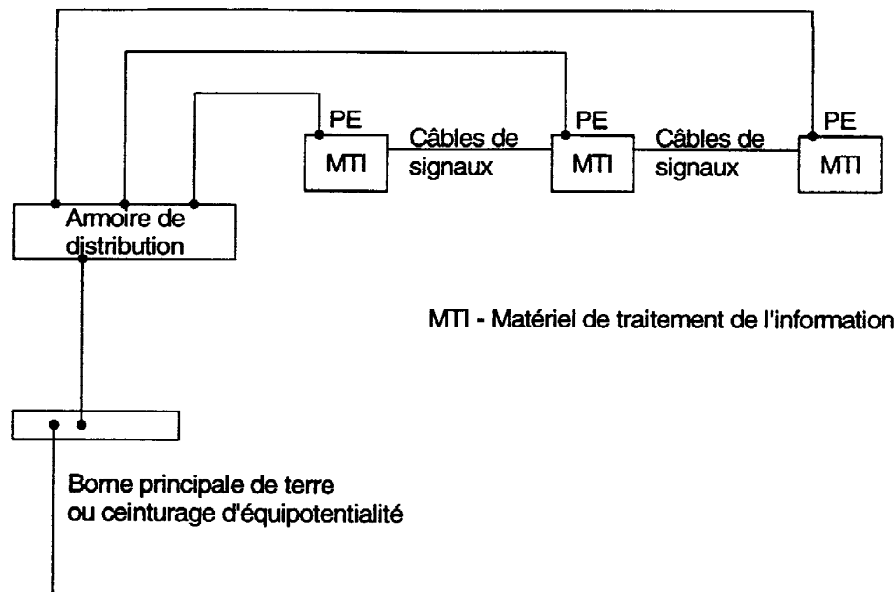 PE
PE
PE
MTI
Câbles de
signaux
MTI
Câbles de
signaux
MTI
Armoire de
distribution
MTI - Matériel de traitement de l'information
Borne principale de terre
ou ceinturage d'équipotentialité